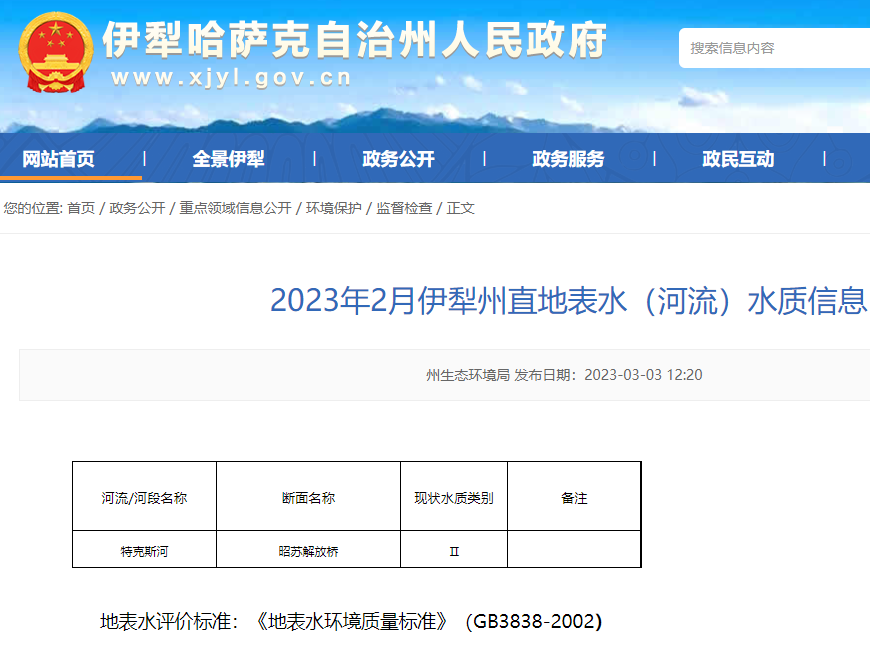 伊犁哈萨克自治州人民政府
www.xjyl.gov.cn
搜索信息内容
网站首页 | 全景伊犁 | 政务公开 | 政务服务 | 政民互动 |
您的位置: 首页 / 政务公开 / 重点领域信息公开 / 环境保护 / 监督检查 / 正文
2023年2月伊犁州直地表水（河流）水质信息
州生态环境局 发布日期：2023-03-03 12:20
河流/河段名称 断面名称 现状水质类别 备注
特克斯河 昭苏解放桥 Ⅱ
地表水评价标准：《地表水环境质量标准》（GB3838-2002)